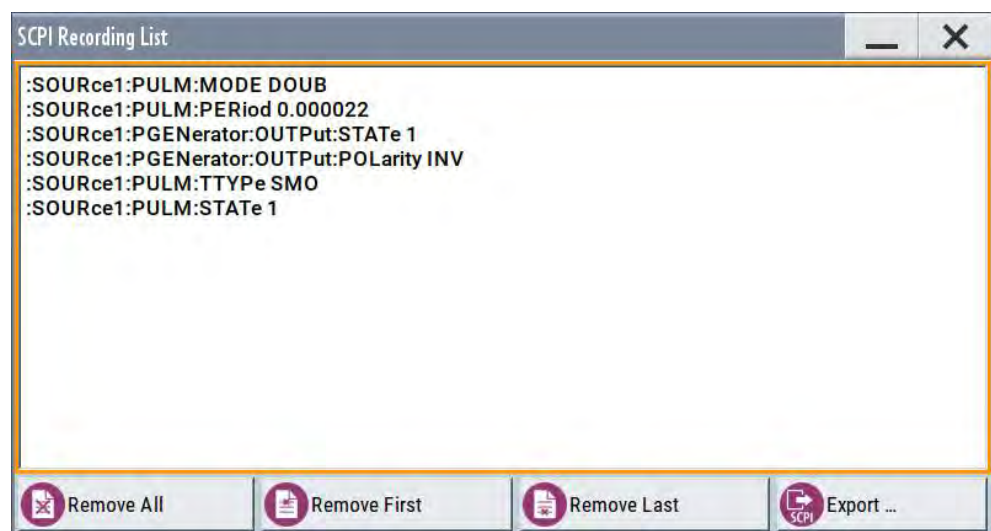 SCPI Recording List
:SOURce1:PULM:MODE DOUB
:SOURce1:PULM:PERiod 0.000022
:SOURce1:PGENerator:OUTPut:STATe 1
:SOURce1:PGENerator:OUTPut:POLarity INV
:SOURce1:PULM:TTYPe SMO
:SOURce1:PULM:STATe 1
Remove All
Remove First
Remove Last
SCPI
Export ...